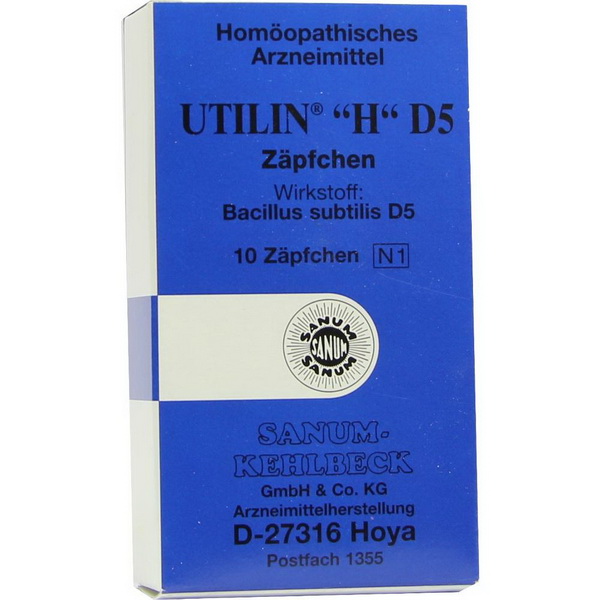 Homöopathisches
Arzneimittel
UTILIN® “H“ D5
Zäpfchen
Wirkstoff:
Bacillus subtilis D5
10 Zäpfchen N1
SANUM
SANUM
SANUM
SANUM-
KEHLBECK
GmbH & Co. KG
Arzneimittelherstellung
D-27316 Hoya
Postfach 1355